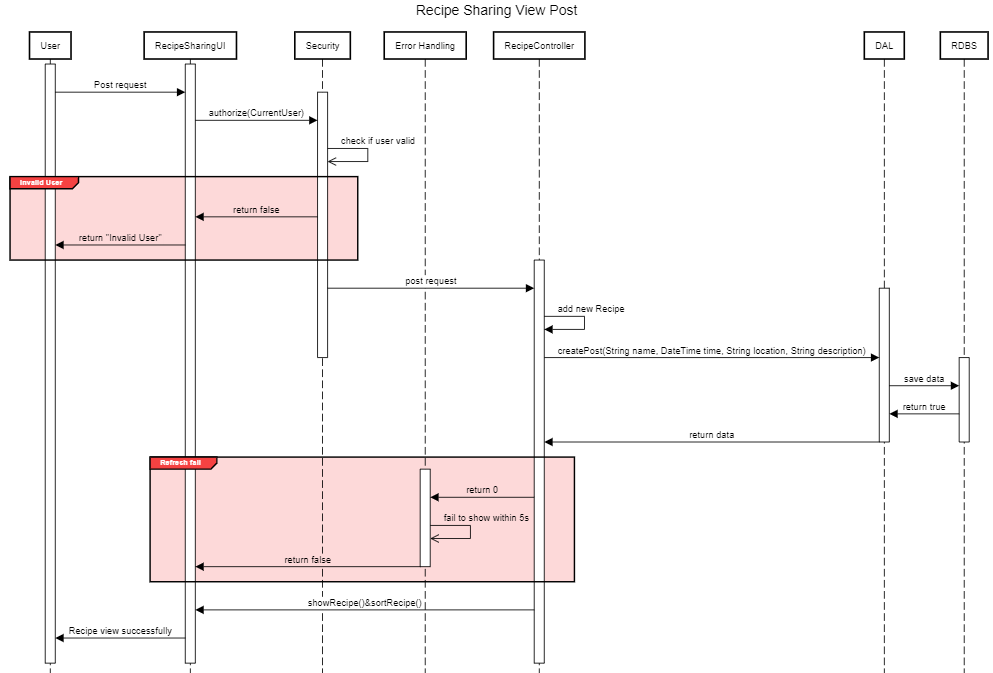 Recipe Sharing View Post
User
RecipeSharingUI
Security
Error Handling
RecipeController
DAL
RDBS
Post request
authorize(CurrentUser)
check if user valid
Invalid User
return false
return "Invalid User"
post request
add new Recipe
createPost(String name, DateTime time, String location, String description)
save data
return true
return data
Refresh fail
return 0
fail to show within 5s
return false
showRecipe()&sortRecipe()
Recipe view successfully